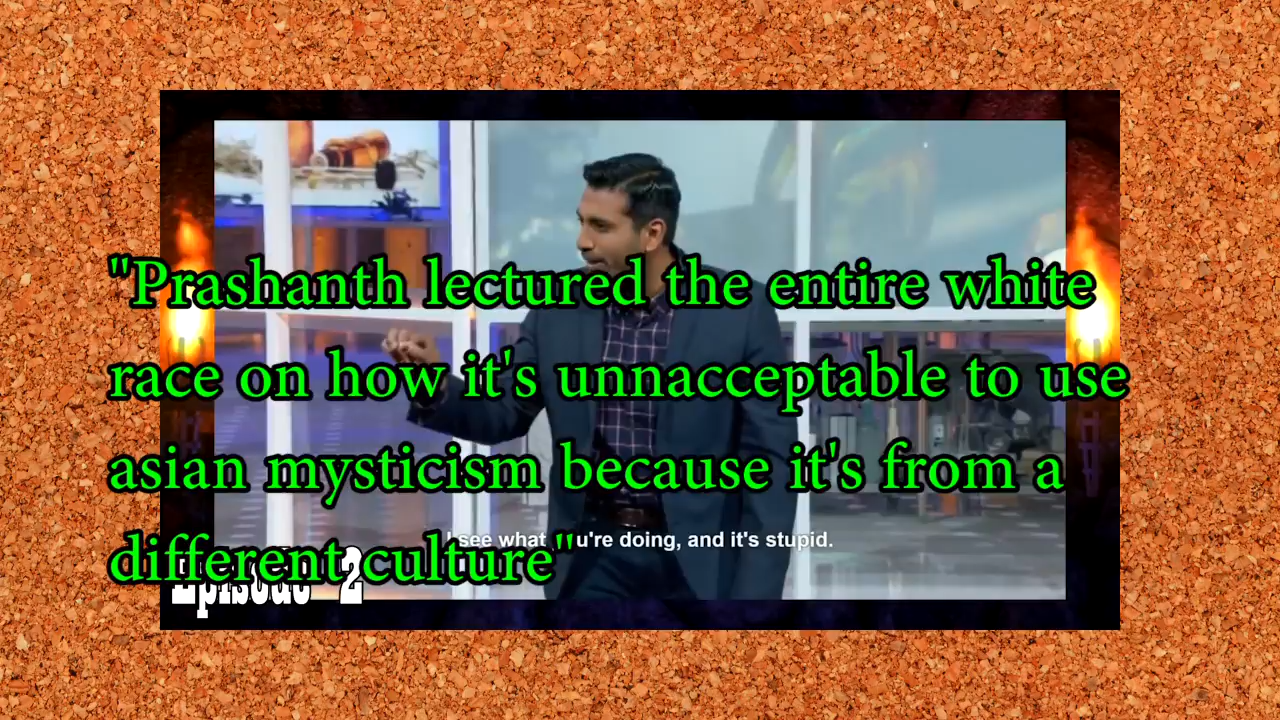 "Prashanth lectured the entire white
race on how it's unnacceptable to use
asian mysticism because it's from a
different culture"
I see what you're doing, and it's stupid.
Episode 2